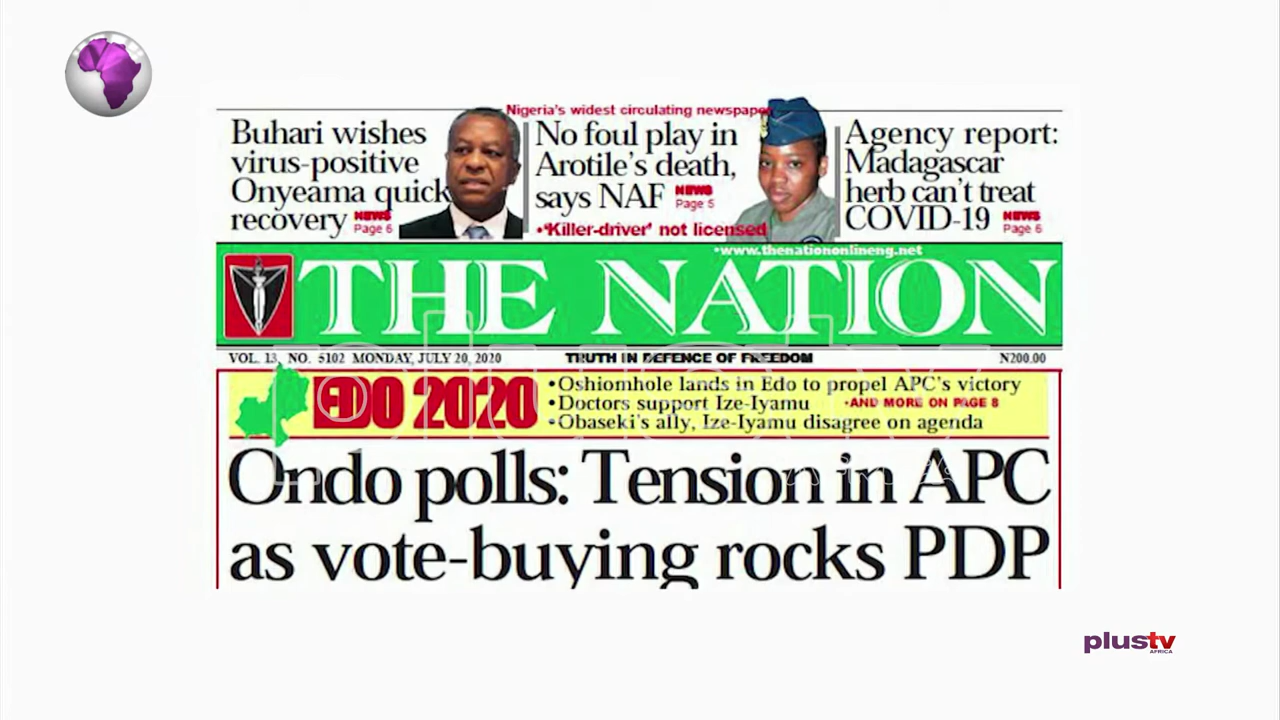 Nigeria's widest circulating newspaper
Buhari wishes
virus-positive
Onyeama quick
recovery NEWS
Page 6
No foul play in
Arotile's death,
says NAF NEWS
Page 5
•'Killer-driver' not licensed
Agency report:
Madagascar
herb can't treat
COVID-19 NEWS
Page 6
•www.thenationonlineng.net
THE NATION
VOL. 13, NO. 5102 MONDAY, JULY 20, 2020 TRUTH IN DEFENCE OF FREEDOM N200.00
EDO 2020
•Oshiomhole lands in Edo to propel APC's victory
•Doctors support Ize-Iyamu •AND MORE ON PAGE 8
•Obaseki's ally, Ize-Iyamu disagree on agenda
Ondo polls: Tension in APC
as vote-buying rocks PDP
plustv
AFRICA